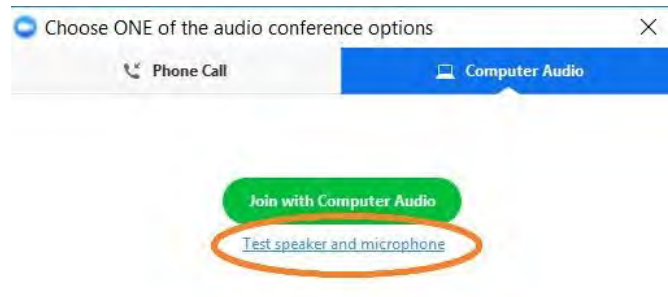 Choose ONE of the audio conference options
Phone Call
Computer Audio
Join with Computer Audio
Test speaker and microphone